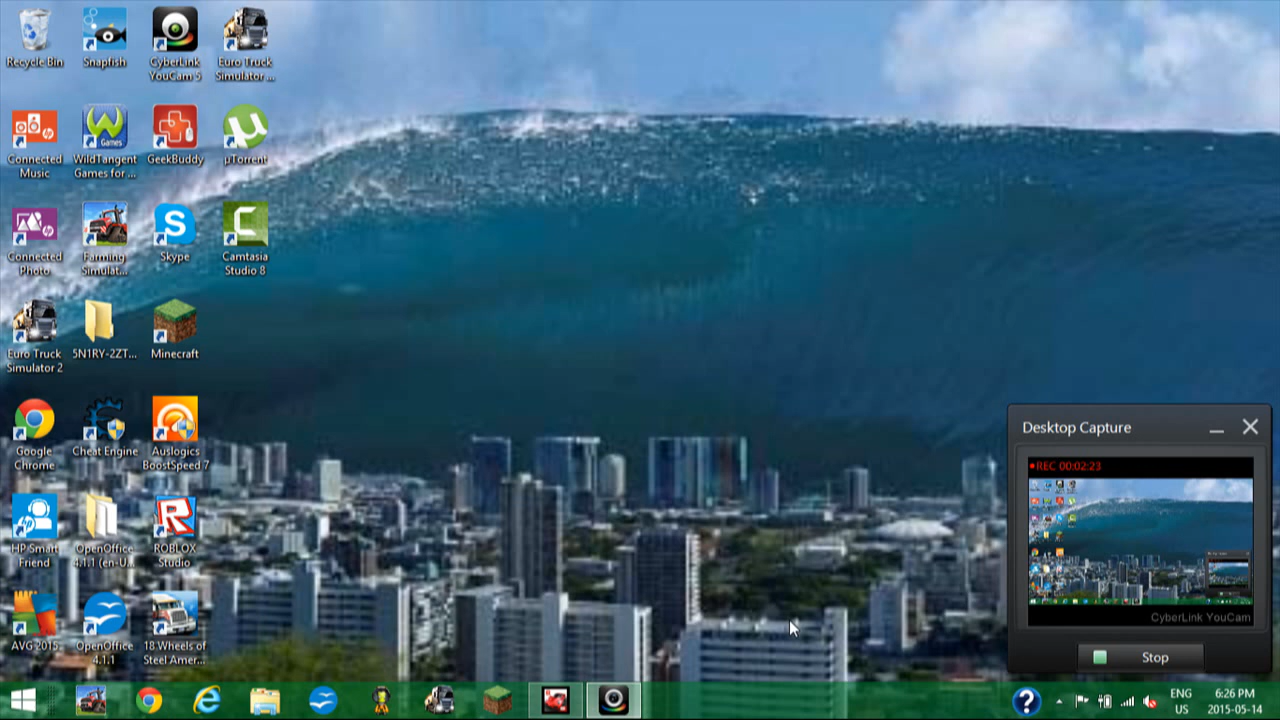 Recycle Bin
Snapfish
CyberLink
YouCam 5
Euro Truck
Simulator ...
Connected
Music
WildTangent
Games for ...
GeekBuddy
µTorrent
Connected
Photo
Farming
Simulat...
Skype
Camtasia
Studio 8
Euro Truck
Simulator 2
5N1RY-2ZT...
Minecraft
Google
Chrome
Cheat Engine
Auslogics
BoostSpeed 7
HP Smart
Friend
OpenOffice
4.1.1 (en-U...
ROBLOX
Studio
AVG 2015
OpenOffice
4.1.1
18 Wheels of
Steel Amer...
Desktop Capture
REC 00:02:23
CyberLink YouCam
Stop
ENG
US
6:26 PM
2015-05-14